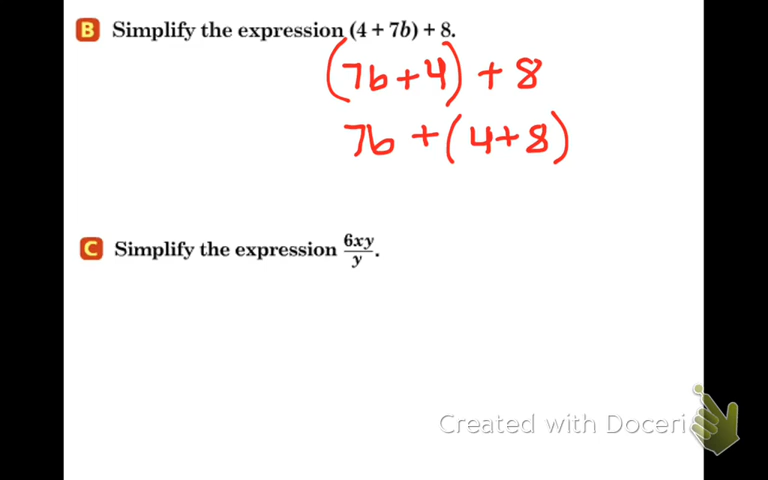 B Simplify the expression (4 + 7b) + 8.
(7b+4) + 8
7b + (4+8)
C Simplify the expression 6xy/y.
Created with Doceri